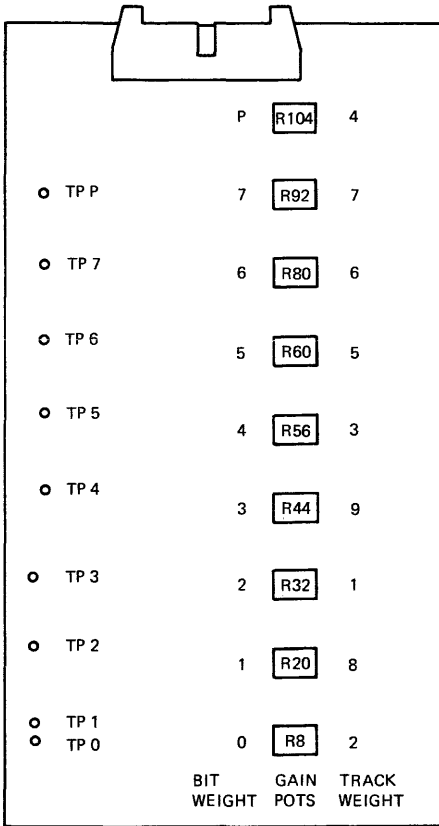 P R104 4
TP P 7 R92 7
TP 7 6 R80 6
TP 6 5 R60 5
TP 5 4 R56 3
TP 4 3 R44 9
TP 3 2 R32 1
TP 2 1 R20 8
TP 1
TP 0 0 R8 2
BIT GAIN TRACK
WEIGHT POTS WEIGHT